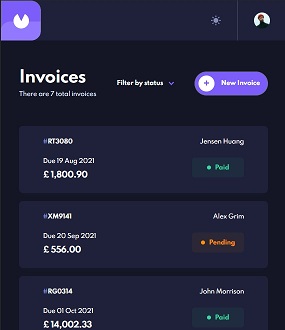 Invoices
There are 7 total invoices
Filter by status
New Invoice
#RT3080
Jensen Huang
Due 19 Aug 2021
£ 1,800.90
Paid
#XM9141
Alex Grim
Due 20 Sep 2021
£ 556.00
Pending
#RG0314
John Morrison
Due 01 Oct 2021
£ 14,002.33
Paid